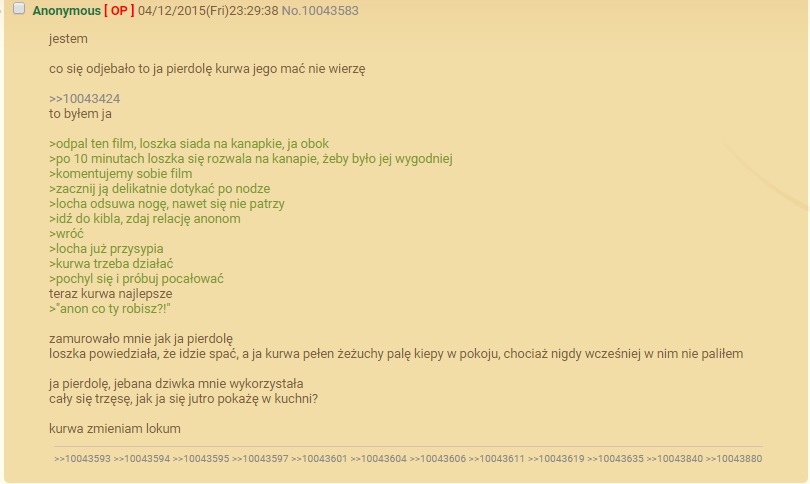 Anonymous [ OP ] 04/12/2015(Fri)23:29:38 No.10043583
jestem
co się odjebało to ja pierdolę kurwa jego mać nie wierzę
>>10043424
to byłem ja
>odpal ten film, loszka siada na kanapkie, ja obok
>po 10 minutach loszka się rozwala na kanapie, żeby było jej wygodniej
>komentujemy sobie film
>zacznij ją delikatnie dotykać po nodze
>locha odsuwa nogę, nawet się nie patrzy
>idź do kibla, zdaj relację anonom
>wróć
>locha już przysypia
>kurwa trzeba działać
>pochyl się i próbuj pocałować
teraz kurwa najlepsze
>"anon co ty robisz?!"
zamurowało mnie jak ja pierdolę
loszka powiedziała, że idzie spać, a ja kurwa pełen żeżuchy palę kiepy w pokoju, chociaż nigdy wcześniej w nim nie paliłem
ja pierdolę, jebana dziwka mnie wykorzystała
cały się trzęsę, jak ja się jutro pokażę w kuchni?
kurwa zmieniam lokum
>>10043593 >>10043594 >>10043595 >>10043597 >>10043601 >>10043604 >>10043606 >>10043611 >>10043619 >>10043635 >>10043840 >>10043880